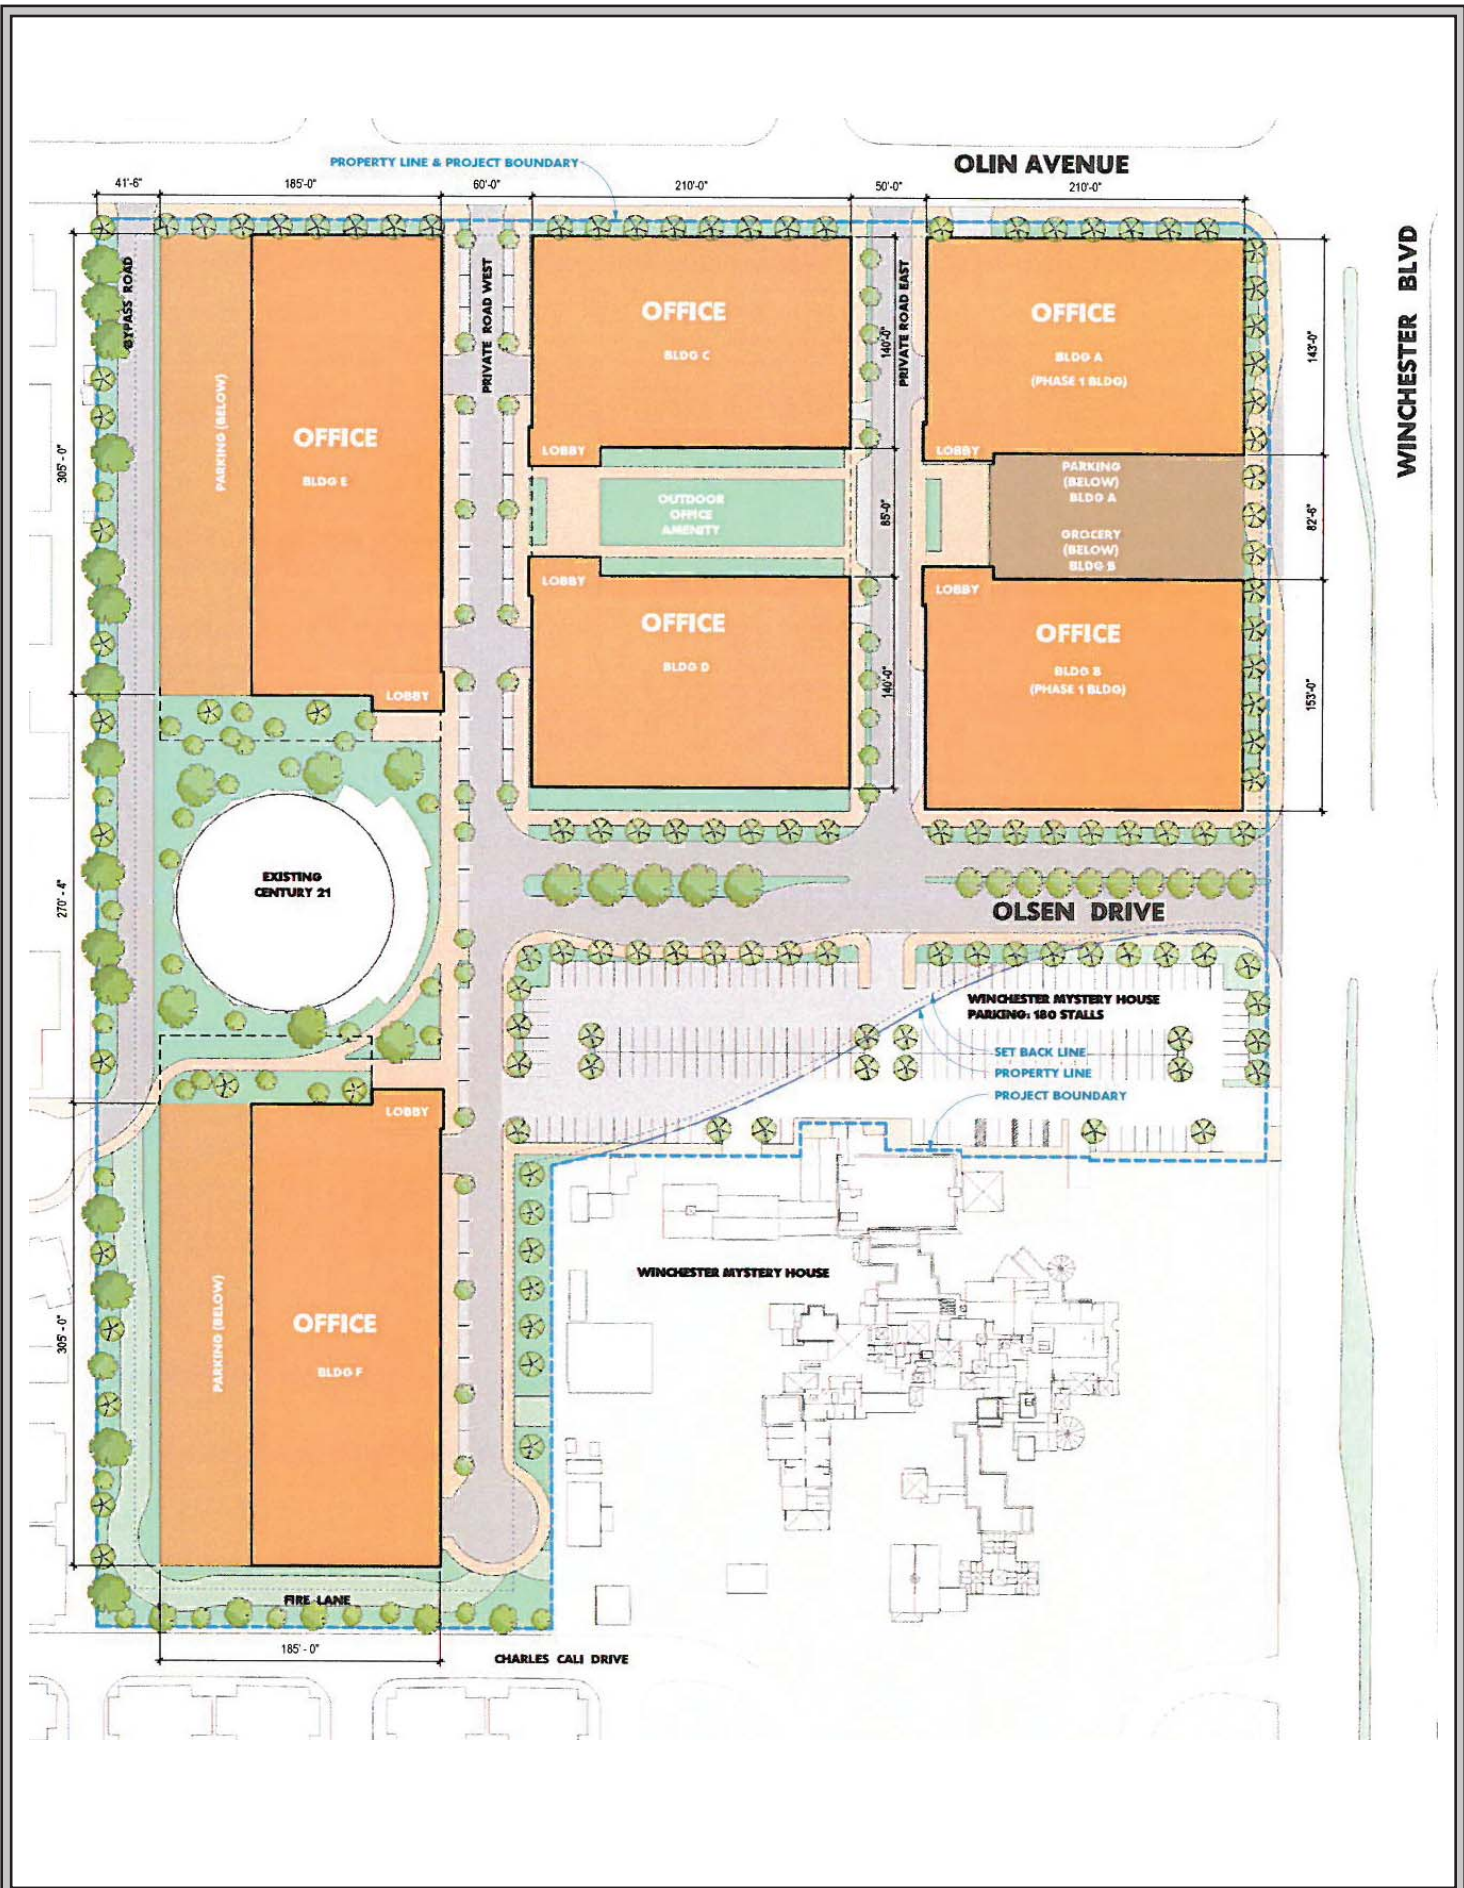 OLIN AVENUE
PROPERTY LINE & PROJECT BOUNDARY
41'-6"
185'-0"
60'-0"
210'-0"
50'-0"
210'-0"
WINCHESTER BLVD
BYPASS ROAD
PRIVATE ROAD WEST
PRIVATE ROAD EAST
305' - 0"
PARKING (BELOW)
OFFICE
BLDG E
LOBBY
OFFICE
BLDG C
LOBBY
140'-0"
OFFICE
BLDG A
(PHASE 1 BLDG)
LOBBY
143'-0"
OUTDOOR
OFFICE
AMENITY
85'-0"
PARKING
(BELOW)
BLDG A
GROCERY
(BELOW)
BLDG B
82'-6"
LOBBY
OFFICE
BLDG D
140'-0"
LOBBY
OFFICE
BLDG B
(PHASE 1 BLDG)
153'-0"
270' - 4"
EXISTING
CENTURY 21
OLSEN DRIVE
WINCHESTER MYSTERY HOUSE
PARKING: 180 STALLS
SET BACK LINE
PROPERTY LINE
PROJECT BOUNDARY
LOBBY
305' - 0"
PARKING (BELOW)
OFFICE
BLDG F
WINCHESTER MYSTERY HOUSE
FIRE LANE
185' - 0"
CHARLES CALI DRIVE